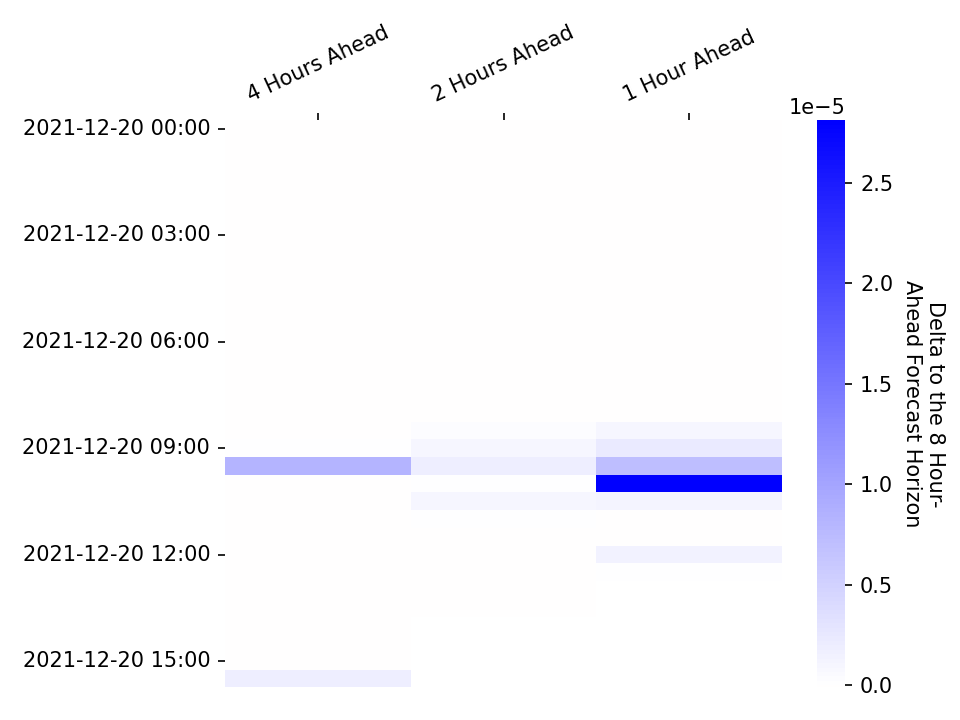 4 Hours Ahead
2 Hours Ahead
1 Hour Ahead
2021-12-20 00:00
2021-12-20 03:00
2021-12-20 06:00
2021-12-20 09:00
2021-12-20 12:00
2021-12-20 15:00
1e−5
2.5
2.0
1.5
1.0
0.5
0.0
Delta to the 8 Hour-
Ahead Forecast Horizon